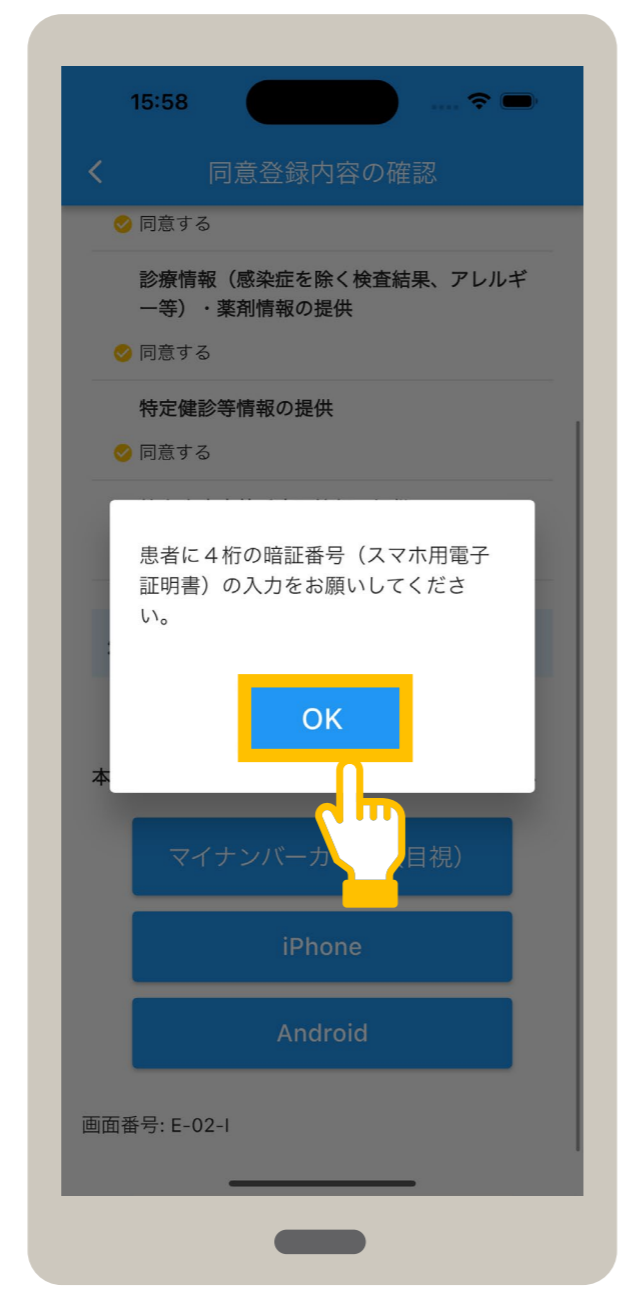 15:58
同意登録内容の確認
同意する
診療情報（感染症を除く検査結果、アレルギ
ー等）・薬剤情報の提供
同意する
特定健診等情報の提供
同意する
患者に４桁の暗証番号（スマホ用電子
証明書）の入力をお願いしてくださ
い。
OK
本
マイナンバーカ
目視）
iPhone
Android
画面番号: E-02-I